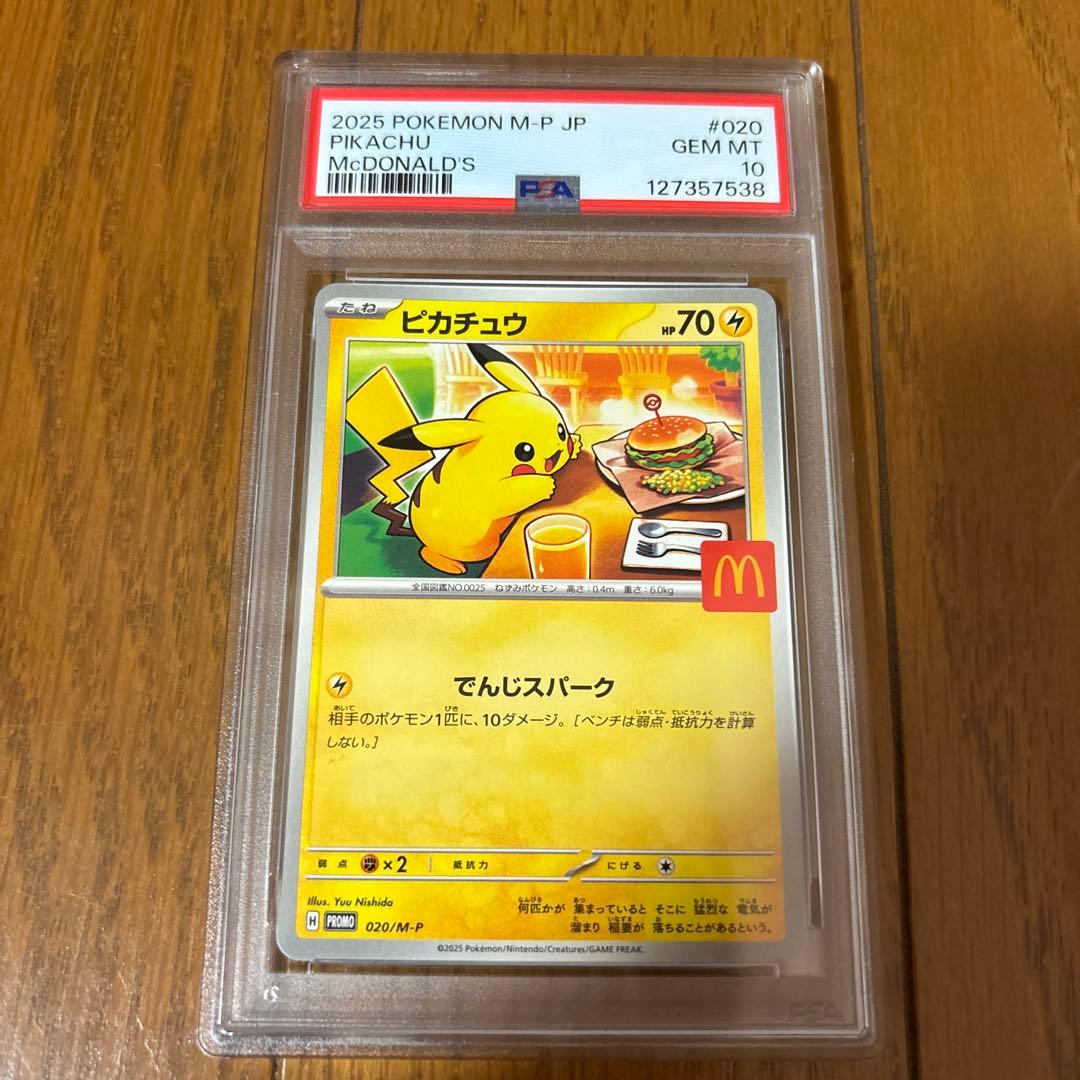 2025 POKEMON M-P JP #020
PIKACHU GEM MT
McDONALD'S 10
PSA 127357538
たね ピカチュウ HP70
全国図鑑NO.0025 ねずみポケモン 高さ:0.4m 重さ:6.0kg
でんじスパーク
相手のポケモン1匹に、10ダメージ。[ベンチは弱点・抵抗力を計算
しない。]
弱点 ×2 抵抗力 にげる
Illus. Yuu Nishida
何匹かが 集まっていると そこに 猛烈な 電気が
H PROMO 020/M-P
溜まり 稲妻が 落ちることがあるという。
©2025 Pokémon/Nintendo/Creatures/GAME FREAK.
PSA